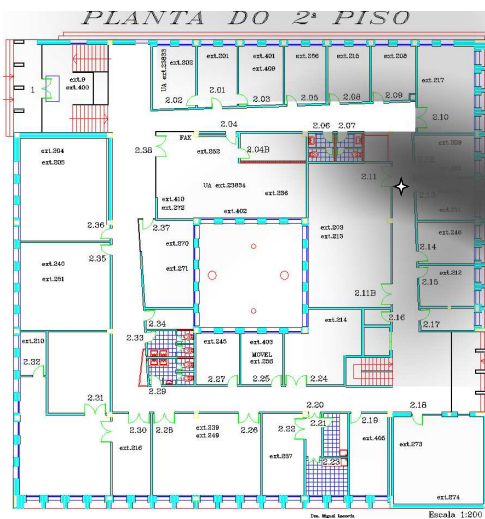 PLANTA DO 2ª PISO
ext.202
UA ext.23833
ext.201
ext.401
ext.409
ext.256
ext.215
ext.208
ext.217
ext.9
ext.400
1
2.02
2.01
2.03
2.05
2.08
2.09
2.10
2.04
2.06
2.07
FAX
2.38
ext.252
2.04B
ext.204
ext.205
UA ext.23834
ext.236
2.11
ext.410
ext.272
ext.402
2.36
2.37
ext.203
ext.213
ext.246
2.35
ext.270
2.14
ext.240
ext.251
ext.271
ext.212
2.15
2.11B
2.34
ext.214
2.16
2.17
ext.210
2.33
ext.245
ext.403
MOVEL
ext.235
2.32
2.29
2.27
2.25
2.24
2.31
2.20
2.18
2.30
2.28
ext.239
ext.249
2.26
2.22
2.21
2.19
ext.216
ext.237
2.23
ext.405
ext.273
ext.274
Escala 1:200